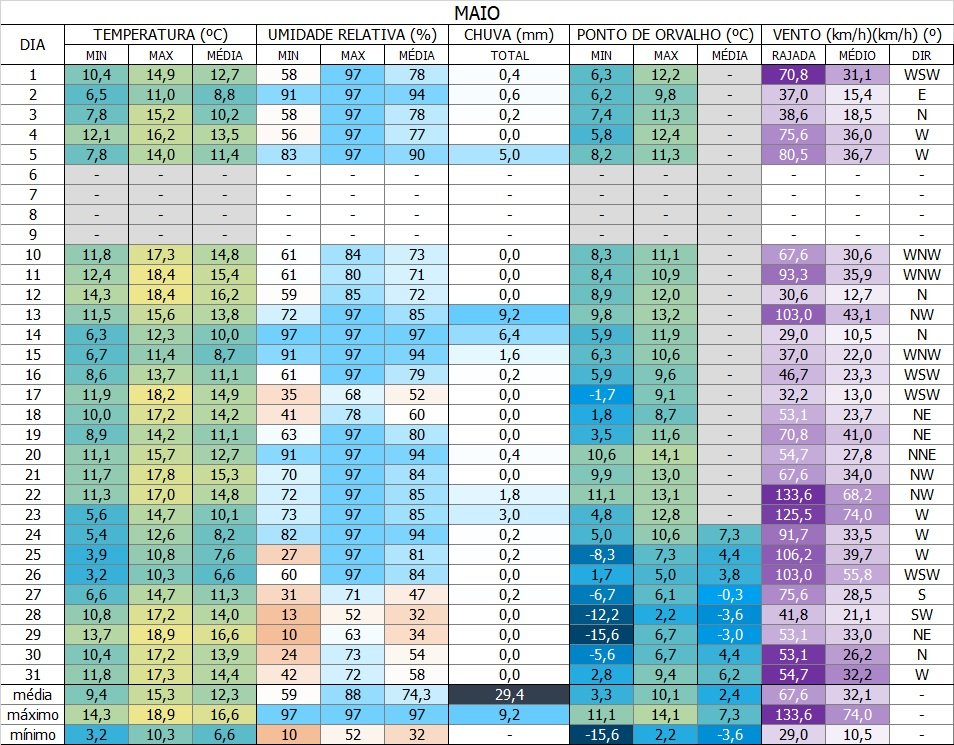 MAIO
DIA TEMPERATURA (ºC) UMIDADE RELATIVA (%) CHUVA (mm) PONTO DE ORVALHO (ºC) VENTO (km/h)(km/h) (º)
MIN MAX MÉDIA MIN MAX MÉDIA TOTAL MIN MAX MÉDIA RAJADA MÉDIO DIR
1 10,4 14,9 12,7 58 97 78 0,4 6,3 12,2 - 70,8 31,1 WSW
2 6,5 11,0 8,8 91 97 94 0,6 6,2 9,8 - 37,0 15,4 E
3 7,8 15,2 10,2 58 97 78 0,2 7,4 11,3 - 38,6 18,5 N
4 12,1 16,2 13,5 56 97 77 0,2 5,8 12,4 - 75,6 36,0 W
5 7,8 14,0 11,4 83 97 90 5,0 8,2 11,3 - 80,5 36,7 W
6 - - - - - - - - - - - - -
7 - - - - - - - - - - - - -
8 - - - - - - - - - - - - -
9 - - - - - - - - - - - - -
10 11,8 17,3 14,8 61 84 73 0,0 8,3 11,1 - 67,6 30,6 WNW
11 12,4 18,4 15,4 61 80 71 0,0 8,4 10,9 - 93,3 35,9 WNW
12 14,3 18,4 16,2 59 85 72 0,0 8,9 12,0 - 30,6 12,7 N
13 11,5 15,6 13,8 72 97 85 9,2 9,8 13,2 - 103,0 43,1 NW
14 6,3 12,3 10,0 97 97 97 6,4 5,9 11,9 - 29,0 10,5 N
15 6,7 11,4 8,7 91 97 94 1,6 6,3 10,6 - 37,0 22,0 WNW
16 8,6 13,7 11,1 61 97 79 0,2 5,9 9,6 - 46,7 23,3 WSW
17 11,9 18,2 14,9 35 68 52 0,2 -1,7 9,1 - 32,2 13,0 WSW
18 10,0 17,2 14,2 41 78 60 0,0 1,8 8,7 - 53,1 23,7 NE
19 8,9 14,2 11,1 63 97 80 0,0 3,5 11,6 - 70,8 41,0 NE
20 11,1 15,7 12,7 91 97 94 0,4 10,6 14,1 - 54,7 27,8 NNE
21 11,7 17,8 15,3 70 97 84 0,0 9,9 13,0 - 67,6 34,0 NW
22 11,3 17,0 14,8 72 97 85 1,8 11,1 13,1 - 133,6 68,2 NW
23 5,6 14,7 10,1 73 97 85 3,0 4,8 12,8 - 125,5 74,0 W
24 5,4 12,6 8,2 82 97 94 0,2 5,0 10,6 7,3 91,7 33,5 W
25 3,9 10,8 7,6 27 97 81 0,2 -8,3 7,3 4,4 106,2 39,7 W
26 3,2 10,3 6,6 60 97 84 0,0 1,7 5,0 3,8 103,0 55,8 WSW
27 6,6 14,7 11,3 31 71 47 0,0 -6,7 6,1 -0,3 75,6 28,5 S
28 10,8 17,2 14,0 13 52 32 0,0 -12,2 2,2 -3,6 41,8 21,1 SW
29 13,7 18,9 16,6 10 63 34 0,0 -15,6 6,7 -3,0 53,1 33,0 NE
30 10,4 17,2 13,9 24 73 54 0,0 -5,6 6,7 4,4 53,1 26,2 N
31 11,8 17,3 14,4 42 72 58 0,0 2,8 9,4 6,2 54,7 32,2 W
média 9,4 15,3 12,3 59 88 74,3 29,4 3,3 10,1 2,4 67,6 32,1 -
máximo 14,3 18,9 16,6 97 97 97 9,2 11,1 14,1 7,3 133,6 74,0 -
mínimo 3,2 10,3 6,6 10 52 32 - -15,6 2,2 -3,6 29,0 10,5 -